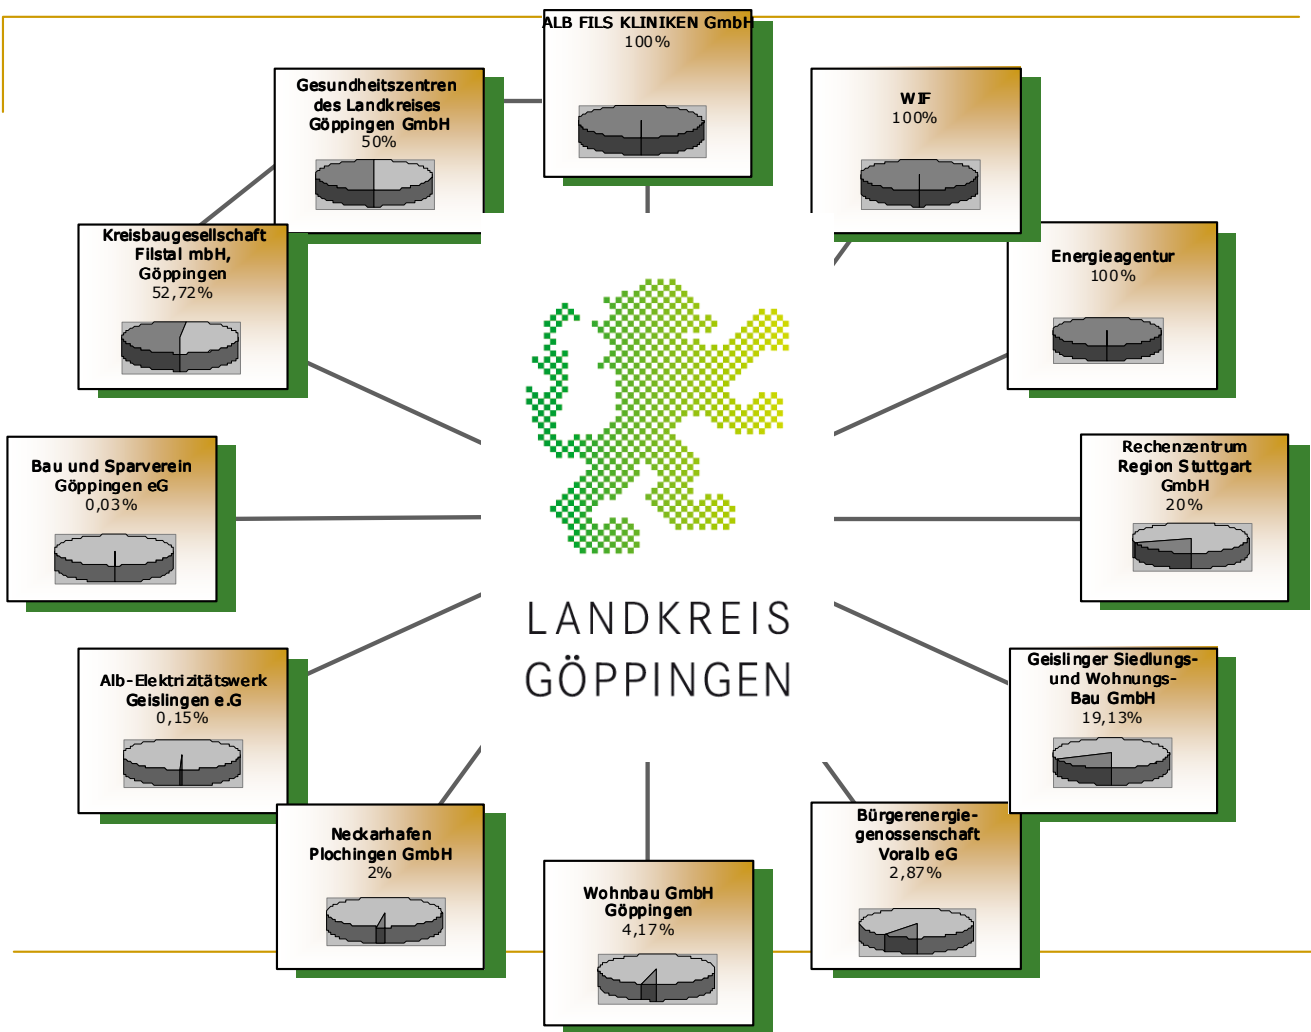 ALB FILS KLINIKEN GmbH
100%
Gesundheitszentren
des Landkreises
Göppingen GmbH
50%
WIF
100%
Kreisbaugesellschaft
Filstal mbH,
Göppingen
52,72%
Energieagentur
100%
Bau und Sparverein
Göppingen eG
0,03%
Rechenzentrum
Region Stuttgart
GmbH
20%
LANDKREIS
GÖPPINGEN
Alb-Elektrizitätswerk
Geislingen e.G
0,15%
Geislinger Siedlungs-
und Wohnungs-
Bau GmbH
19,13%
Neckarhafen
Plochingen GmbH
2%
Wohnbau GmbH
Göppingen
4,17%
Bürgerenergie-
genossenschaft
Voralb eG
2,87%